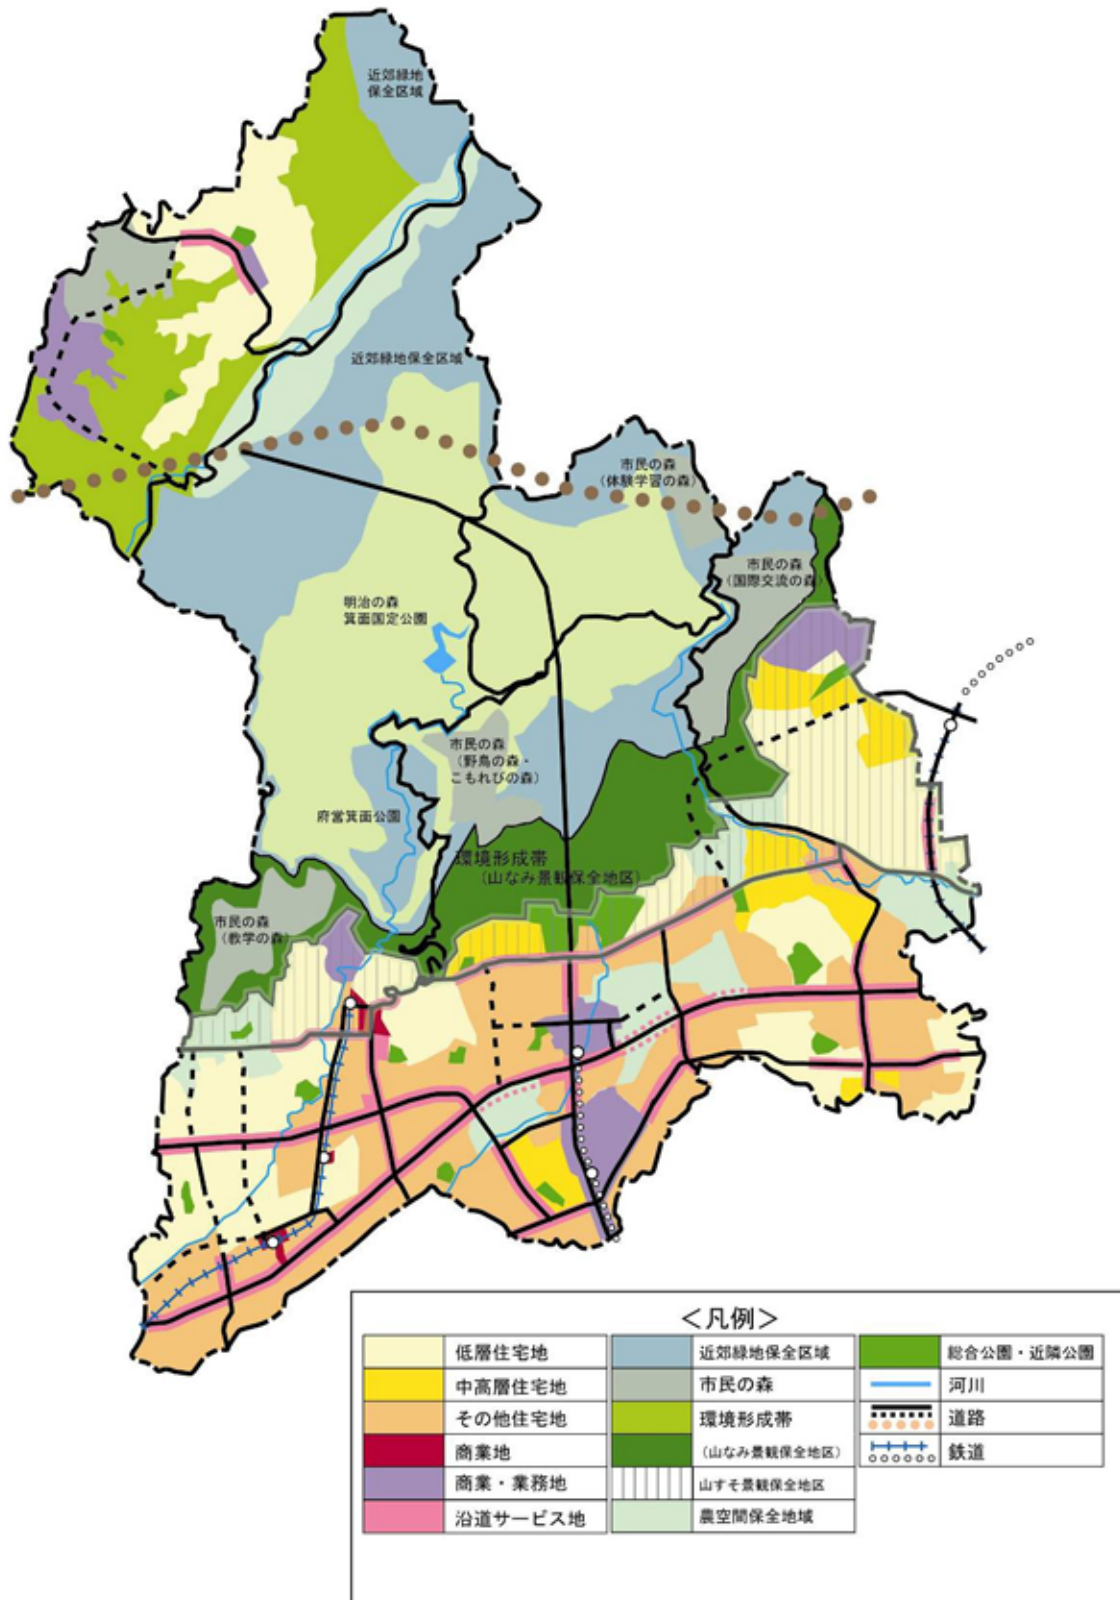 近郊緑地
保全区域
近郊緑地保全区域
市民の森
（体験学習の森）
市民の森
（国際交流の森）
明治の森
箕面国定公園
市民の森
（野鳥の森・
こもれびの森）
府営箕面公園
環境形成帯
（山なみ景観保全地区）
市民の森
（教学の森）
＜凡例＞
低層住宅地
中高層住宅地
その他住宅地
商業地
商業・業務地
沿道サービス地
近郊緑地保全区域
市民の森
環境形成帯
（山なみ景観保全地区）
山すそ景観保全地区
農空間保全地域
総合公園・近隣公園
河川
道路
鉄道